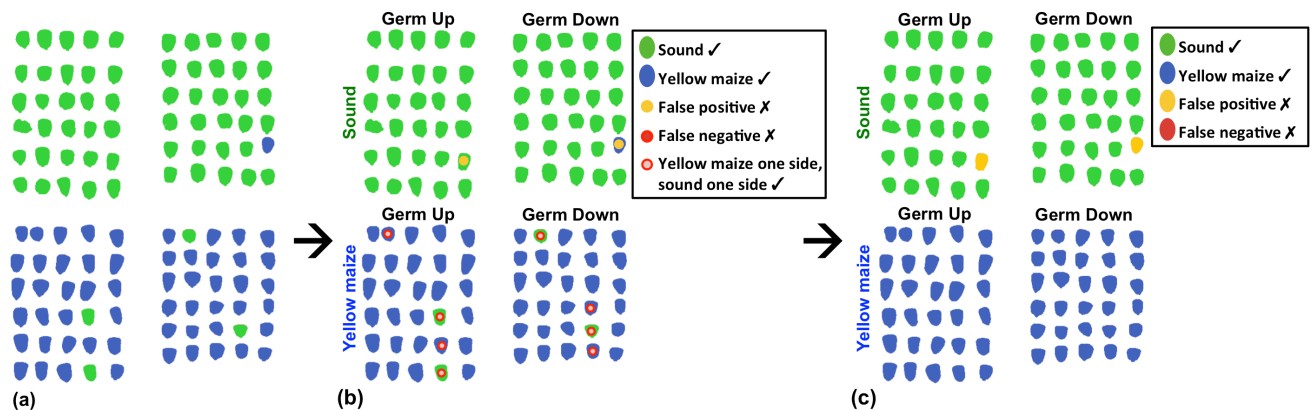 Germ Up
Germ Down
Sound
Sound ✓
Yellow maize ✓
False positive ✗
False negative ✗
Yellow maize one side,
sound one side ✓
Germ Up
Germ Down
Yellow maize
Germ Up
Germ Down
Sound
Sound ✓
Yellow maize ✓
False positive ✗
False negative ✗
Germ Up
Germ Down
Yellow maize
(a)
(b)
(c)